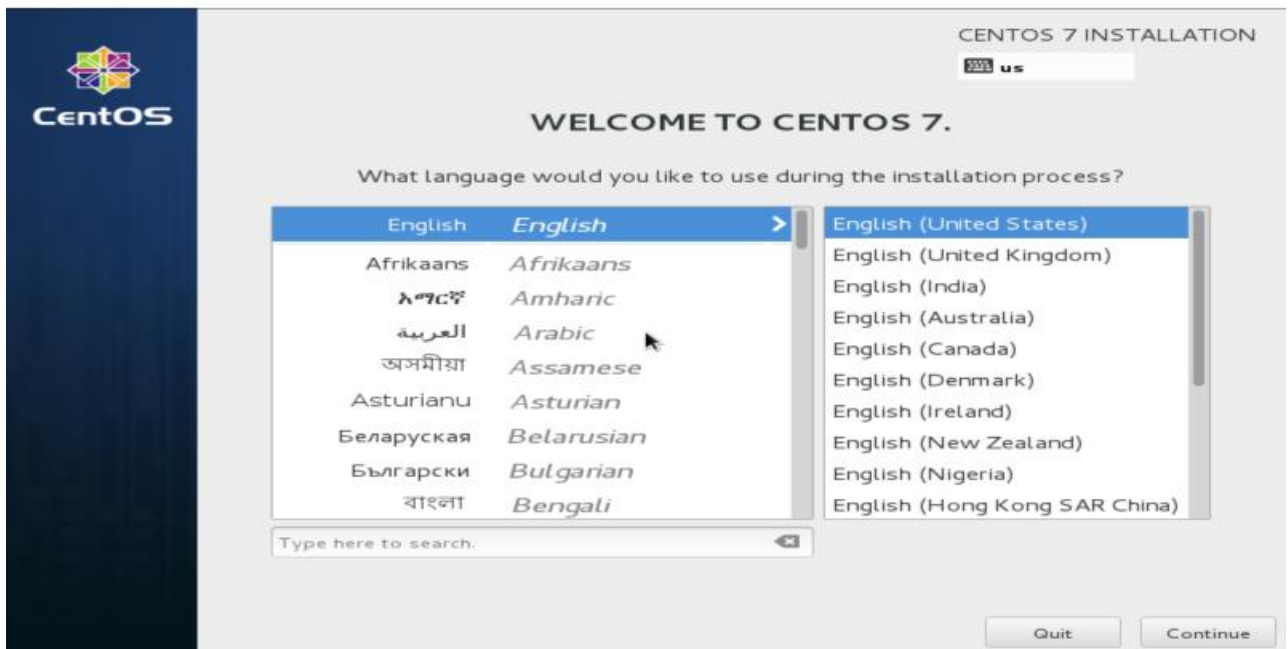 CentOS
CENTOS 7 INSTALLATION
us
WELCOME TO CENTOS 7.
What language would you like to use during the installation process?
English English
Afrikaans Afrikaans
አማርኛ Amharic
العربية Arabic
অসমীয়া Assamese
Asturianu Asturian
Беларуская Belarusian
Български Bulgarian
বাংলা Bengali
English (United States)
English (United Kingdom)
English (India)
English (Australia)
English (Canada)
English (Denmark)
English (Ireland)
English (New Zealand)
English (Nigeria)
English (Hong Kong SAR China)
Type here to search.
Quit
Continue